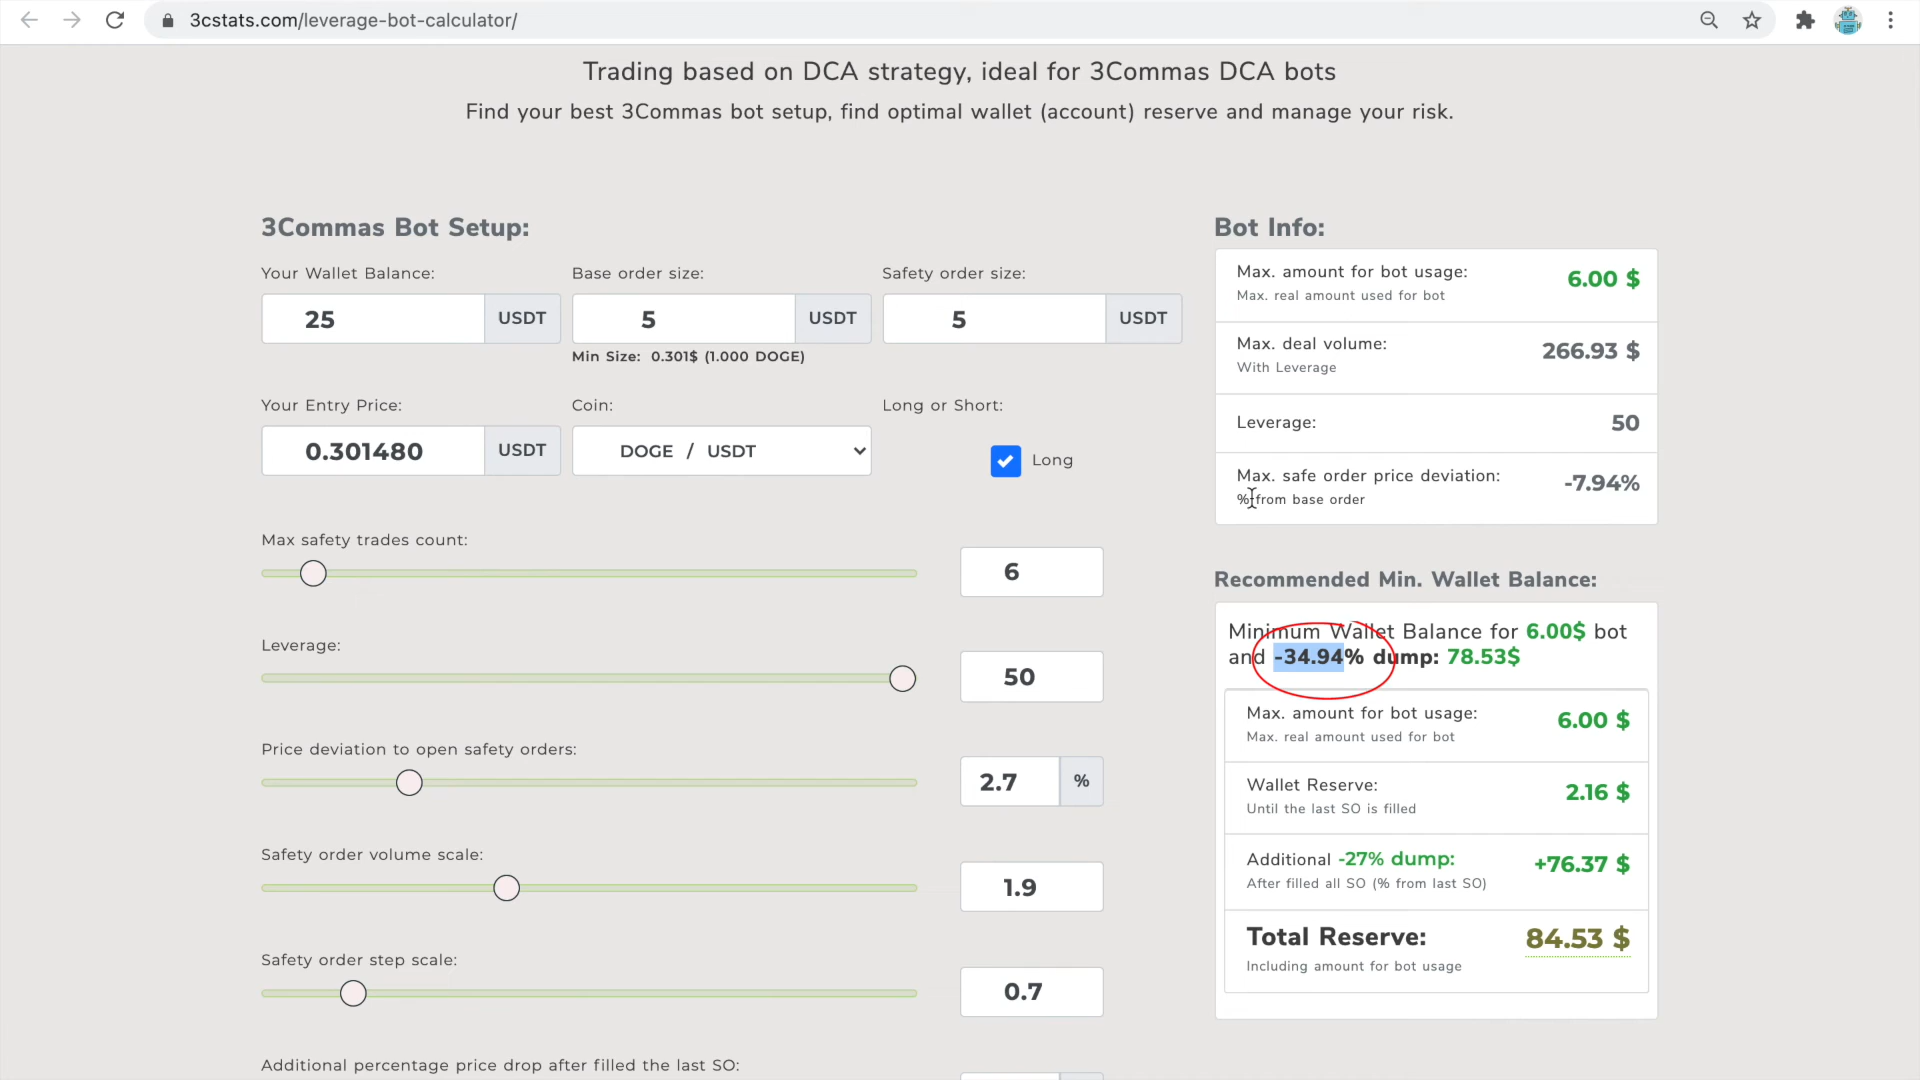 3cstats.com/leverage-bot-calculator/
Trading based on DCA strategy, ideal for 3Commas DCA bots
Find your best 3Commas bot setup, find optimal wallet (account) reserve and manage your risk.
3Commas Bot Setup:
Your Wallet Balance:
25 USDT
Base order size:
5 USDT
Min Size: 0.301$ (1.000 DOGE)
Safety order size:
5 USDT
Your Entry Price:
0.301480 USDT
Coin:
DOGE / USDT
Long or Short:
Long
Max safety trades count:
6
Leverage:
50
Price deviation to open safety orders:
2.7 %
Safety order volume scale:
1.9
Safety order step scale:
0.7
Additional percentage price drop after filled the last SO:
Bot Info:
Max. amount for bot usage: 6.00 $
Max. real amount used for bot
Max. deal volume: 266.93 $
With Leverage
Leverage: 50
Max. safe order price deviation: -7.94%
% from base order
Recommended Min. Wallet Balance:
Minimum Wallet Balance for 6.00$ bot
and -34.94% dump: 78.53$
Max. amount for bot usage: 6.00 $
Max. real amount used for bot
Wallet Reserve: 2.16 $
Until the last SO is filled
Additional -27% dump: +76.37 $
After filled all SO (% from last SO)
Total Reserve: 84.53 $
Including amount for bot usage